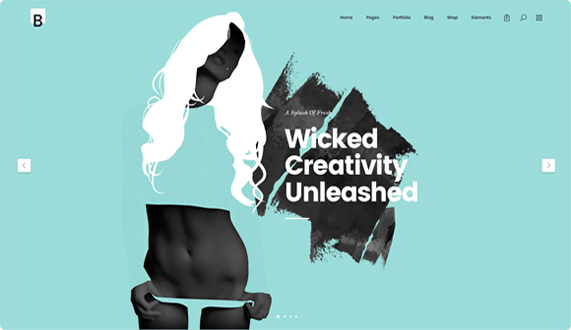 B
Home Pages Portfolio Blog Shop Elements
A Splash Of Fresh
Wicked
Creativity
Unleashed